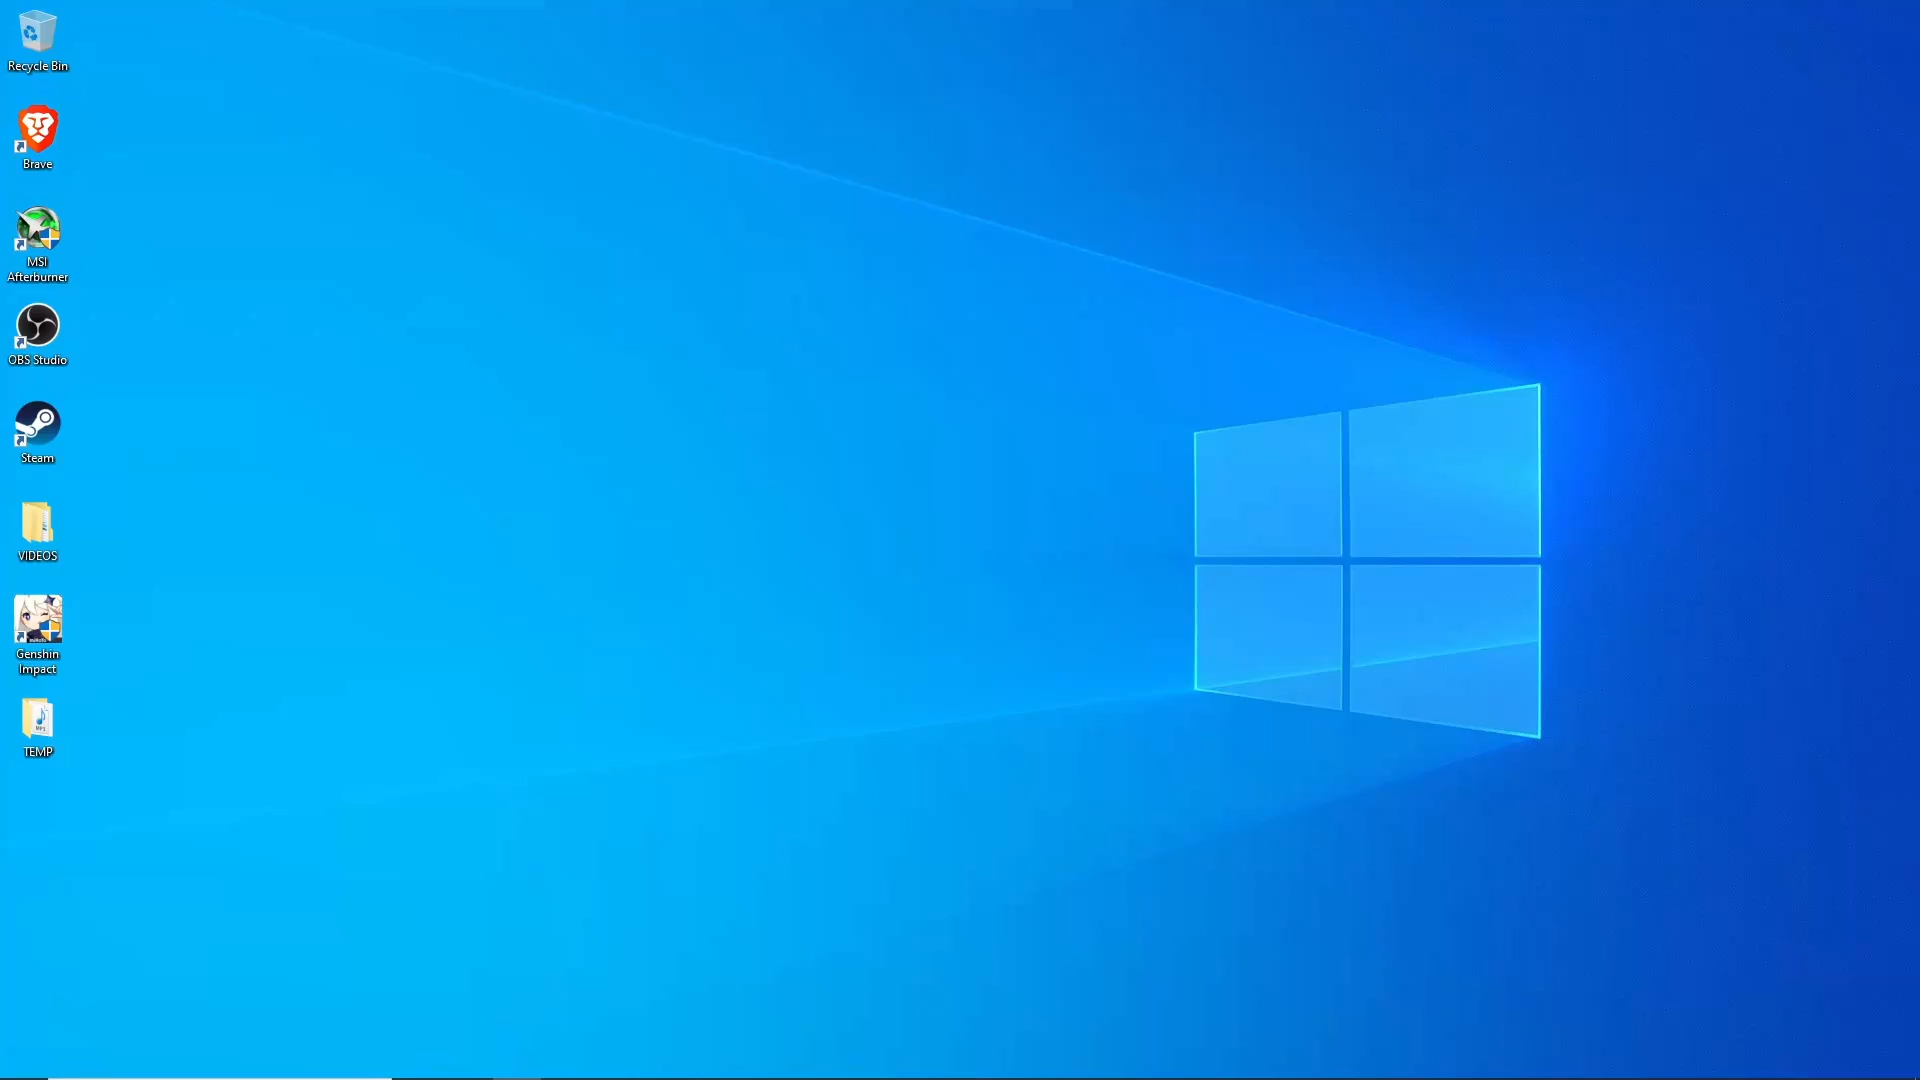 Recycle Bin
Brave
MSI
Afterburner
OBS Studio
Steam
VIDEOS
Genshin
Impact
TEMP